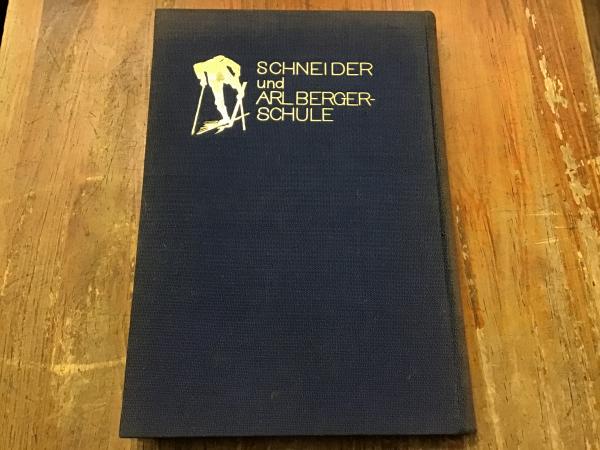 SCHNEIDER
und
ARLBERGER-
SCHULE